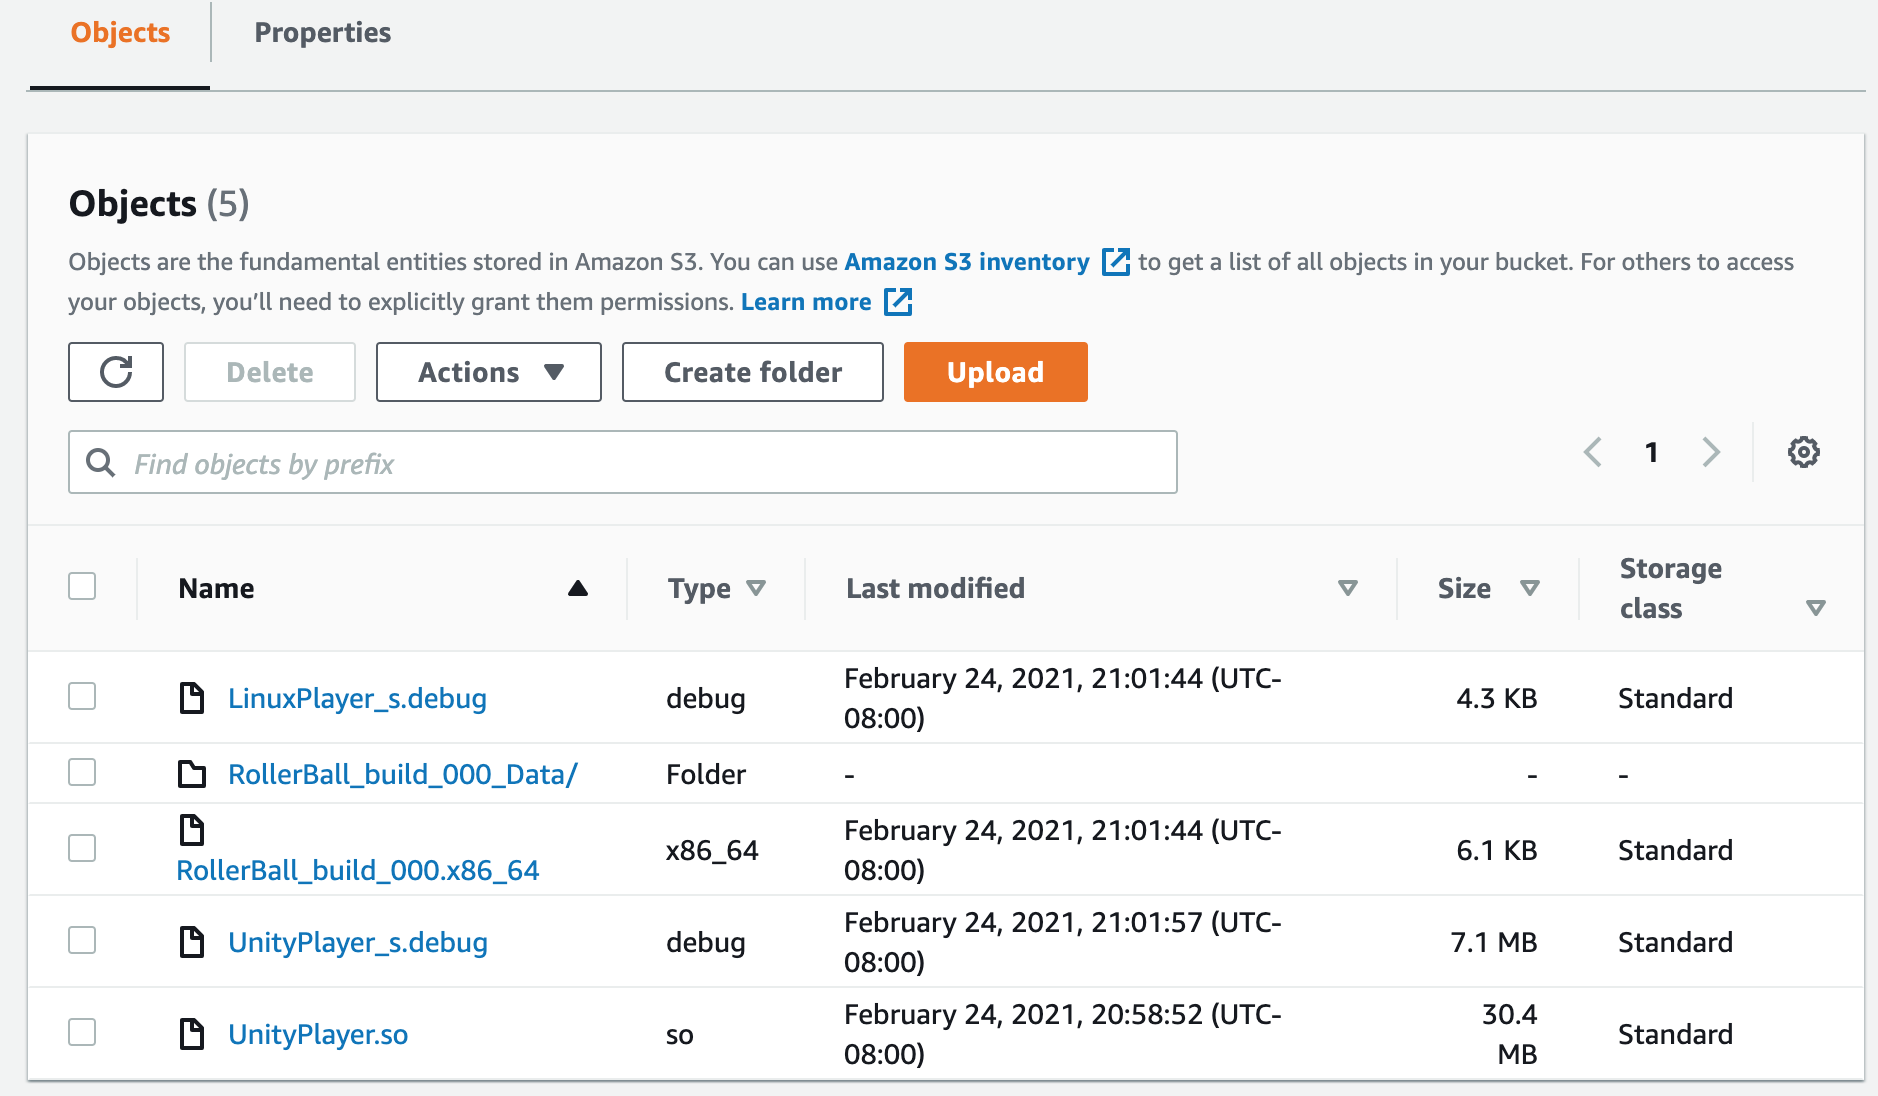 Objects Properties
Objects (5)
Objects are the fundamental entities stored in Amazon S3. You can use Amazon S3 inventory to get a list of all objects in your bucket. For others to access
your objects, you’ll need to explicitly grant them permissions. Learn more
Delete Actions Create folder Upload
Find objects by prefix 1
Name Type Last modified Size Storage class
LinuxPlayer_s.debug debug February 24, 2021, 21:01:44 (UTC-08:00) 4.3 KB Standard
RollerBall_build_000_Data/ Folder - - -
RollerBall_build_000.x86_64 x86_64 February 24, 2021, 21:01:44 (UTC-08:00) 6.1 KB Standard
UnityPlayer_s.debug debug February 24, 2021, 21:01:57 (UTC-08:00) 7.1 MB Standard
UnityPlayer.so so February 24, 2021, 20:58:52 (UTC-08:00) 30.4 MB Standard